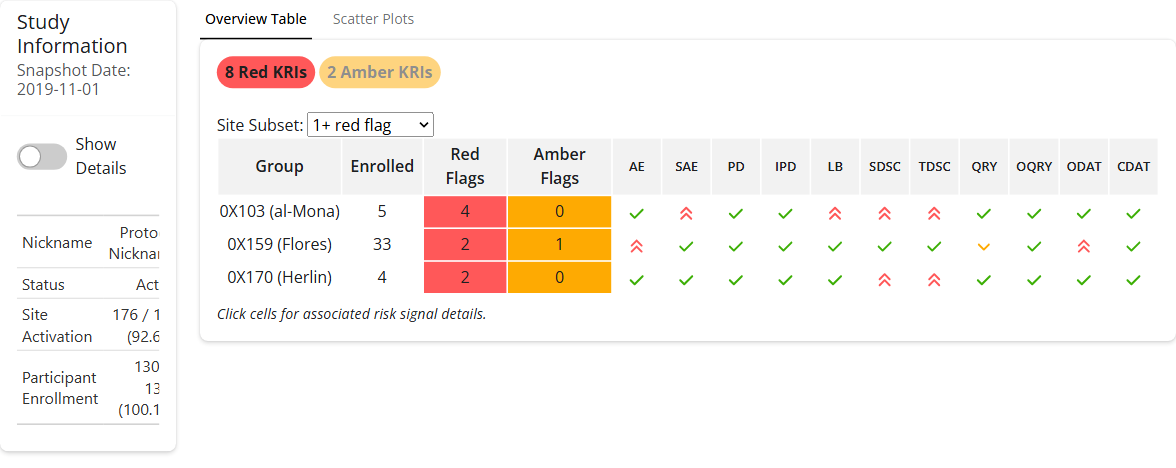 Study
Information
Snapshot Date:
2019-11-01
Show
Details
Nickname Proto
Nicknar
Status Act
Site 176 / 1
Activation (92.6
Participant 130
Enrollment 13
(100.1
Overview Table Scatter Plots
8 Red KRIs 2 Amber KRIs
Site Subset: 1+ red flag
Group Enrolled Red Flags Amber Flags AE SAE PD IPD LB SDSC TDSC QRY OQRY ODAT CDAT
0X103 (al-Mona) 5 4 0
0X159 (Flores) 33 2 1
0X170 (Herlin) 4 2 0
Click cells for associated risk signal details.